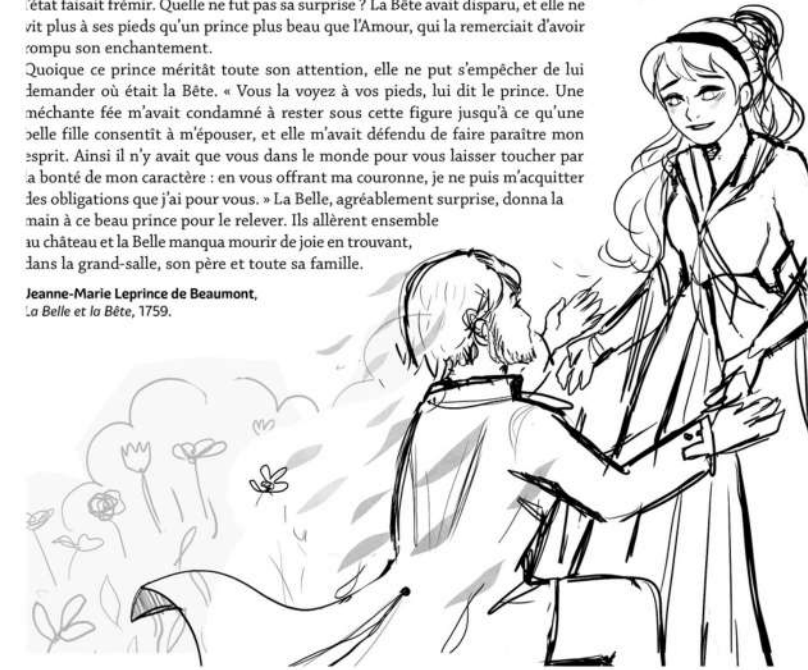 l'état faisait frémir. Quelle ne fut pas sa surprise ? La Bête avait disparu, et elle ne
vit plus à ses pieds qu'un prince plus beau que l'Amour, qui la remerciait d'avoir
rompu son enchantement.
Quoique ce prince méritât toute son attention, elle ne put s'empêcher de lui
demander où était la Bête. « Vous la voyez à vos pieds, lui dit le prince. Une
méchante fée m'avait condamné à rester sous cette figure jusqu'à ce qu'une
belle fille consentît à m'épouser, et elle m'avait défendu de faire paraître mon
esprit. Ainsi il n'y avait que vous dans le monde pour vous laisser toucher par
la bonté de mon caractère : en vous offrant ma couronne, je ne puis m'acquitter
des obligations que j'ai pour vous. » La Belle, agréablement surprise, donna la
main à ce beau prince pour le relever. Ils allèrent ensemble
au château et la Belle manqua mourir de joie en trouvant,
dans la grand-salle, son père et toute sa famille.
Jeanne-Marie Leprince de Beaumont,
La Belle et la Bête, 1759.